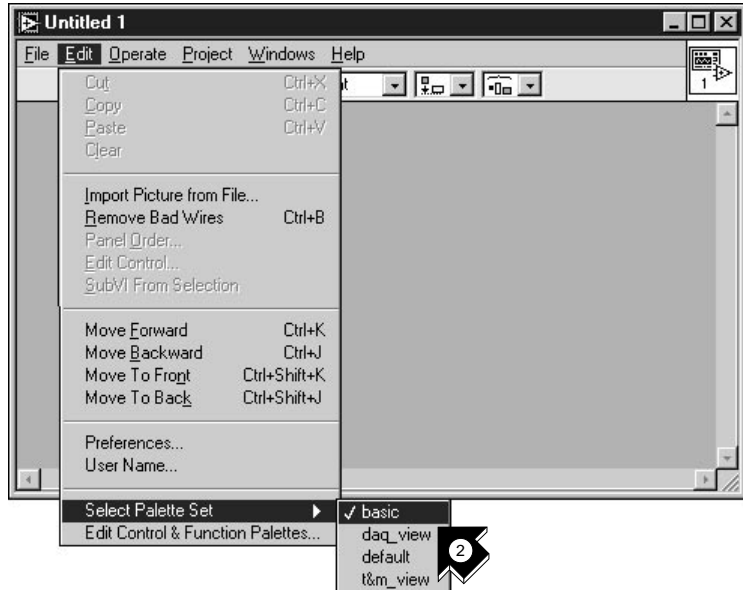 Untitled 1
File Edit Operate Project Windows Help
1
Cut Ctrl+X
Copy Ctrl+C
Paste Ctrl+V
Clear
Import Picture from File...
Remove Bad Wires Ctrl+B
Panel Order...
Edit Control...
SubVI From Selection
Move Forward Ctrl+K
Move Backward Ctrl+J
Move To Front Ctrl+Shift+K
Move To Back Ctrl+Shift+J
Preferences...
User Name...
Select Palette Set
Edit Control & Function Palettes...
basic
daq_view
default
t&m_view
2